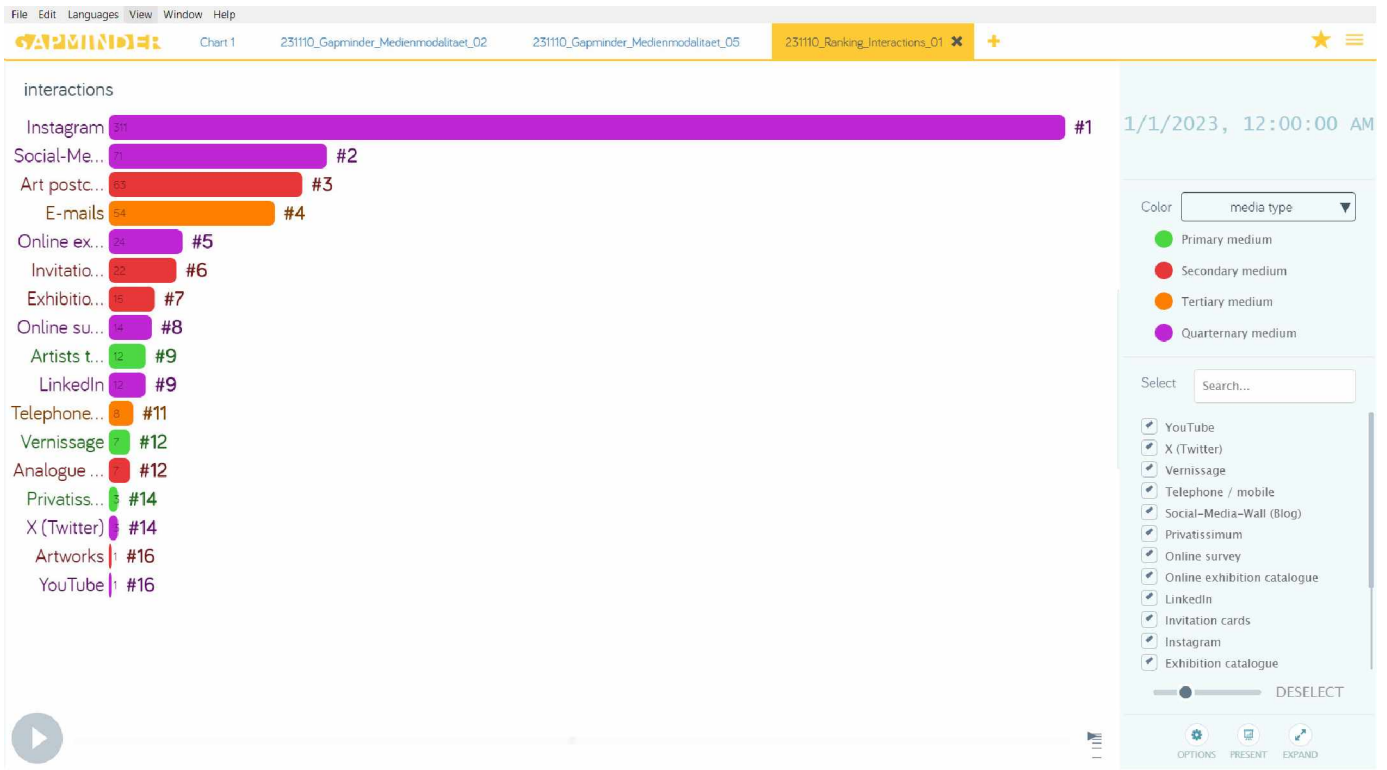 File Edit Languages View Window Help
GAPMINDER Chart 1 231110_Gapminder_Medienmodalitaet_02 231110_Gapminder_Medienmodalitaet_05 231110_Ranking_Interactions_01 ✖ +
interactions
Instagram 311 #1
Social-Me... 71 #2
Art postc... 63 #3
E-mails 54 #4
Online ex... 24 #5
Invitatio... 22 #6
Exhibitio... #7
Online su... 14 #8
Artists t... 12 #9
LinkedIn 12 #9
Telephone... 8 #11
Vernissage 7 #12
Analogue ... 7 #12
Privatiss... 3 #14
X (Twitter) #14
Artworks 1 #16
YouTube 1 #16
1/1/2023, 12:00:00 AM
Color media type
Primary medium
Secondary medium
Tertiary medium
Quarternary medium
Select Search...
YouTube
X (Twitter)
Vernissage
Telephone / mobile
Social-Media-Wall (Blog)
Privatissimum
Online survey
Online exhibition catalogue
LinkedIn
Invitation cards
Instagram
Exhibition catalogue
DESELECT
OPTIONS PRESENT EXPAND